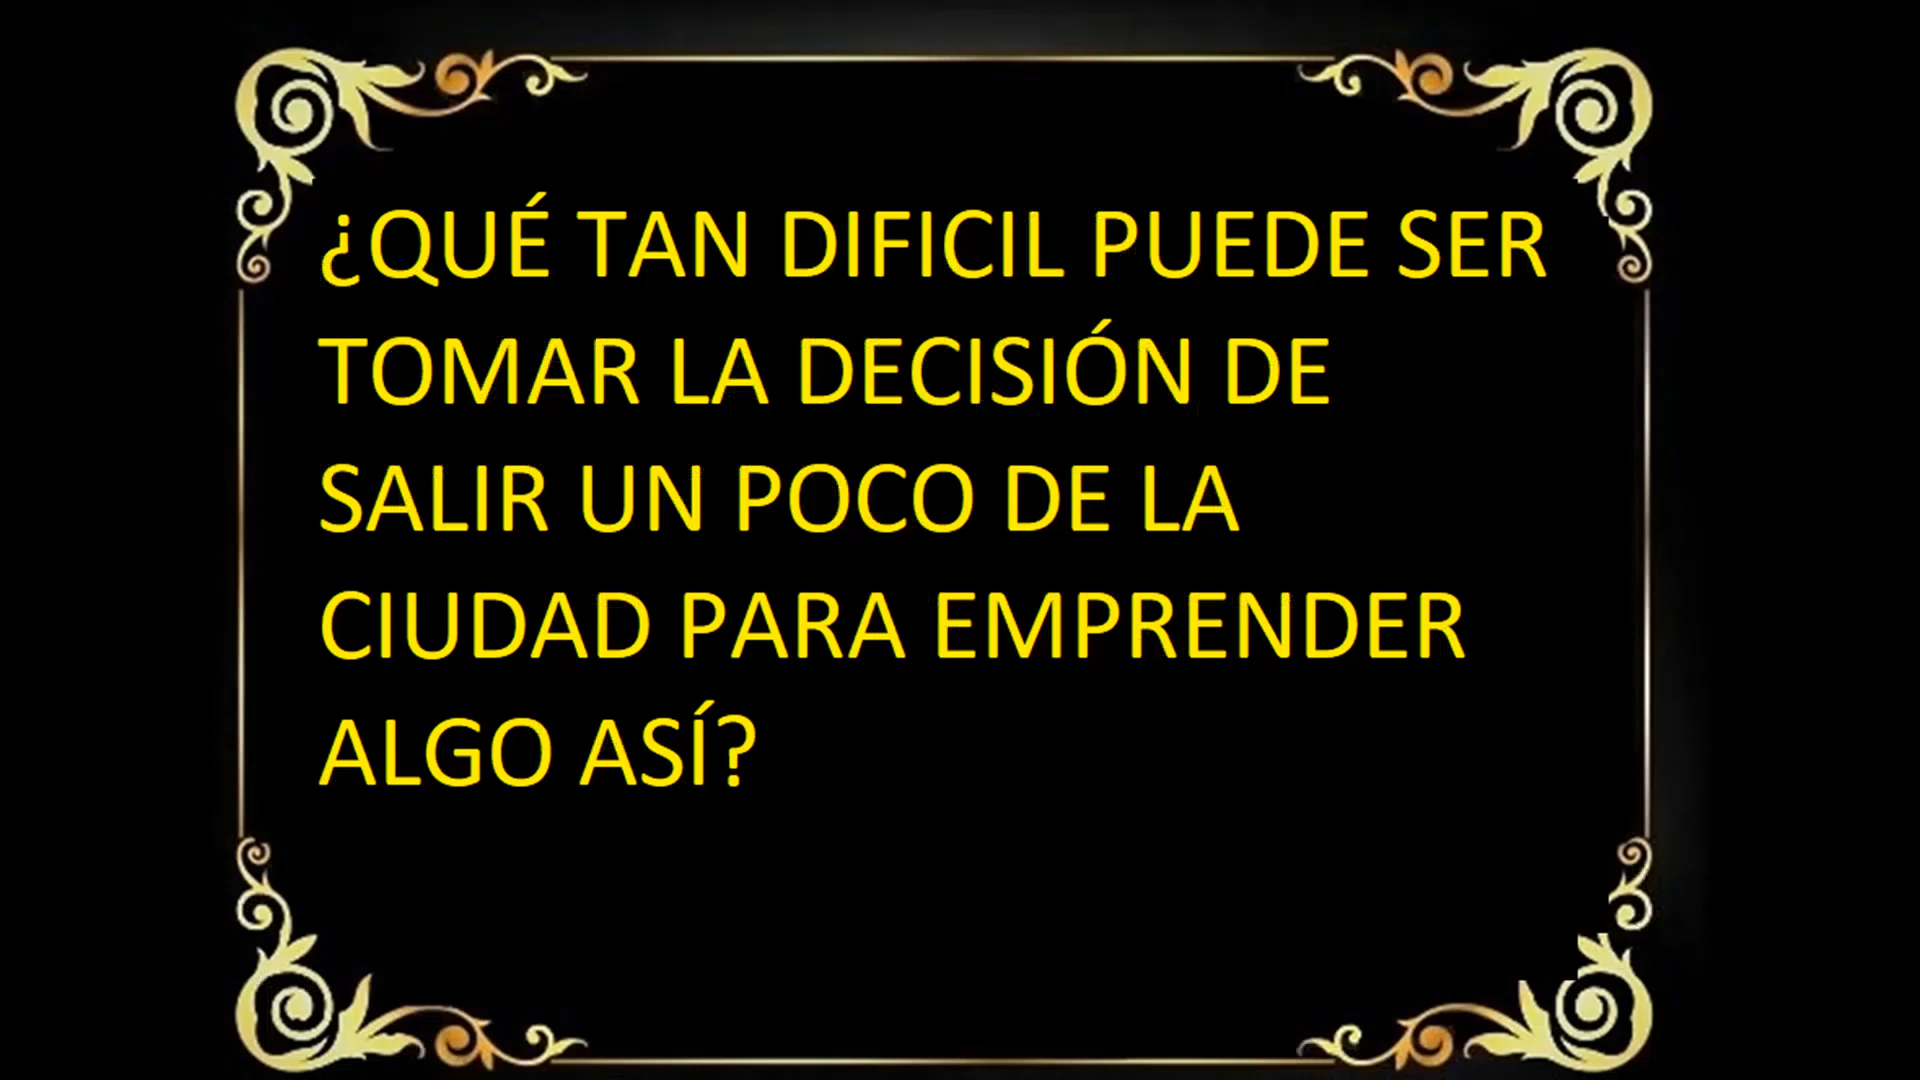 ¿QUÉ TAN DIFICIL PUEDE SER
TOMAR LA DECISIÓN DE
SALIR UN POCO DE LA
CIUDAD PARA EMPRENDER
ALGO ASÍ?